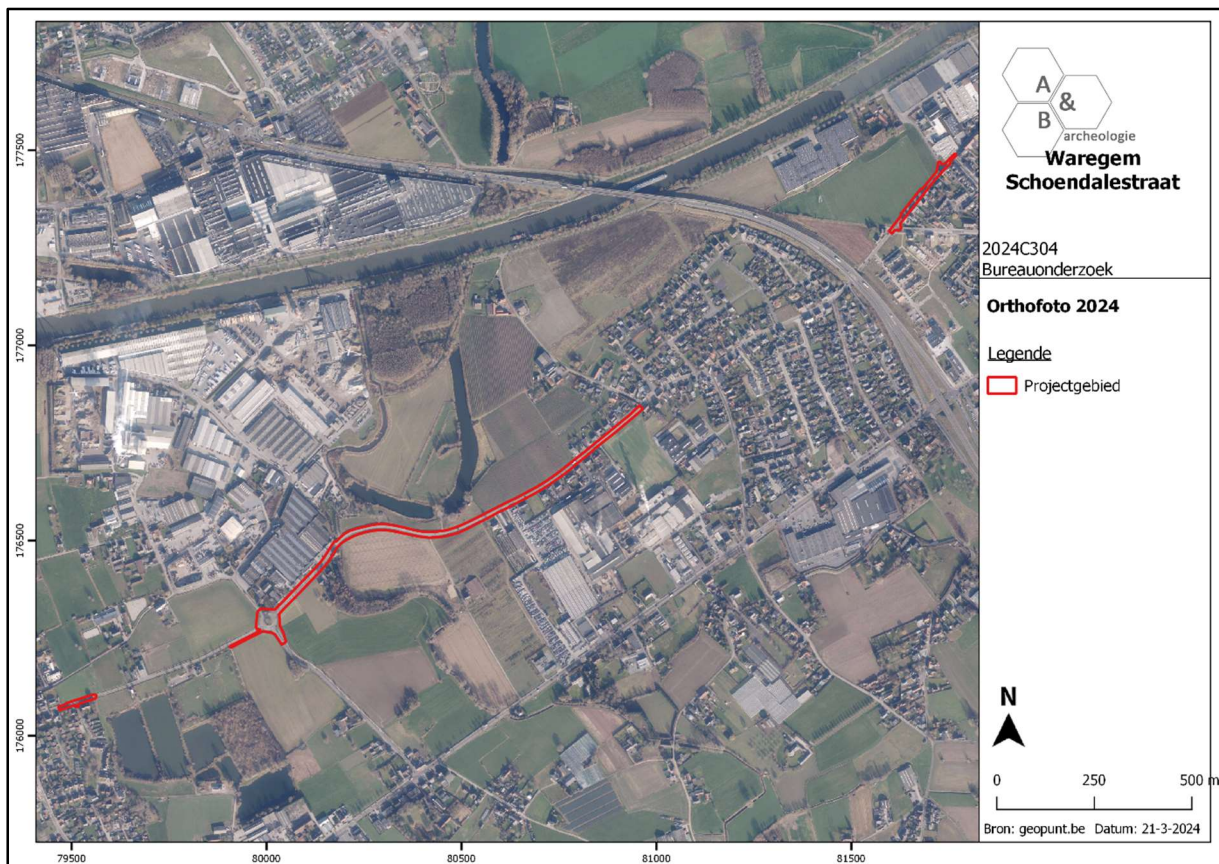 A
&
B
archeologie
Waregem
Schoendalestraat
2024C304
Bureauonderzoek
Orthofoto 2024
Legende
Projectgebied
N
0 250 500 m
Bron: geopunt.be Datum: 21-3-2024
177500
177000
176500
176000
79500 80000 80500 81000 81500